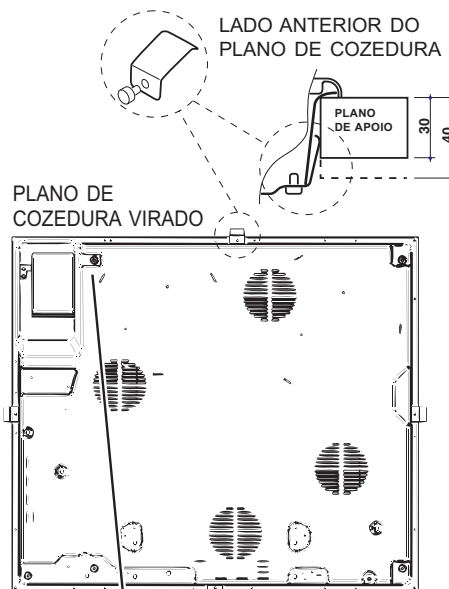 LADO ANTERIOR DO
PLANO DE COZEDURA
PLANO
DE APOIO
30
40
PLANO DE
COZEDURA VIRADO